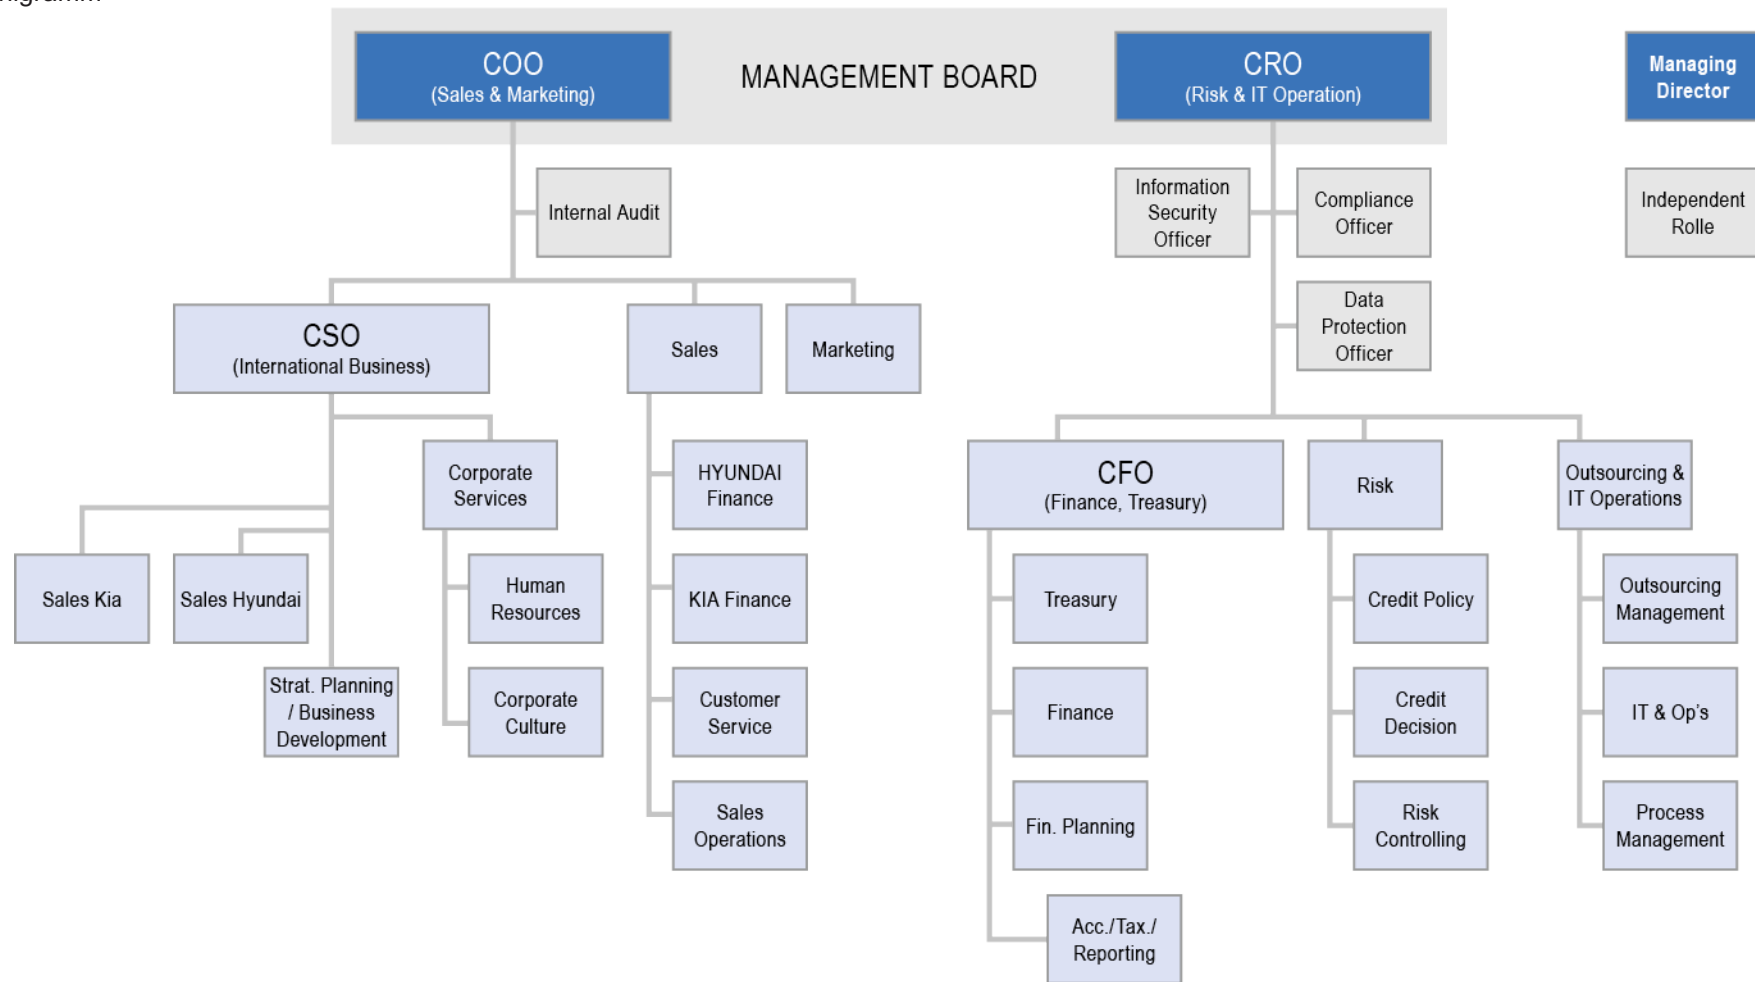 COO
(Sales & Marketing)
MANAGEMENT BOARD
CRO
(Risk & IT Operation)
Managing
Director
Internal Audit
Information
Security
Officer
Compliance
Officer
Independent
Rolle
Data
Protection
Officer
CSO
(International Business)
Sales
Marketing
Corporate
Services
HYUNDAI
Finance
CFO
(Finance, Treasury)
Risk
Outsourcing &
IT Operations
Sales Kia
Sales Hyundai
Human
Resources
KIA Finance
Treasury
Credit Policy
Outsourcing
Management
Strat. Planning
/ Business
Development
Corporate
Culture
Customer
Service
Finance
Credit
Decision
IT & Op’s
Sales
Operations
Fin. Planning
Risk
Controlling
Process
Management
Acc./Tax./
Reporting